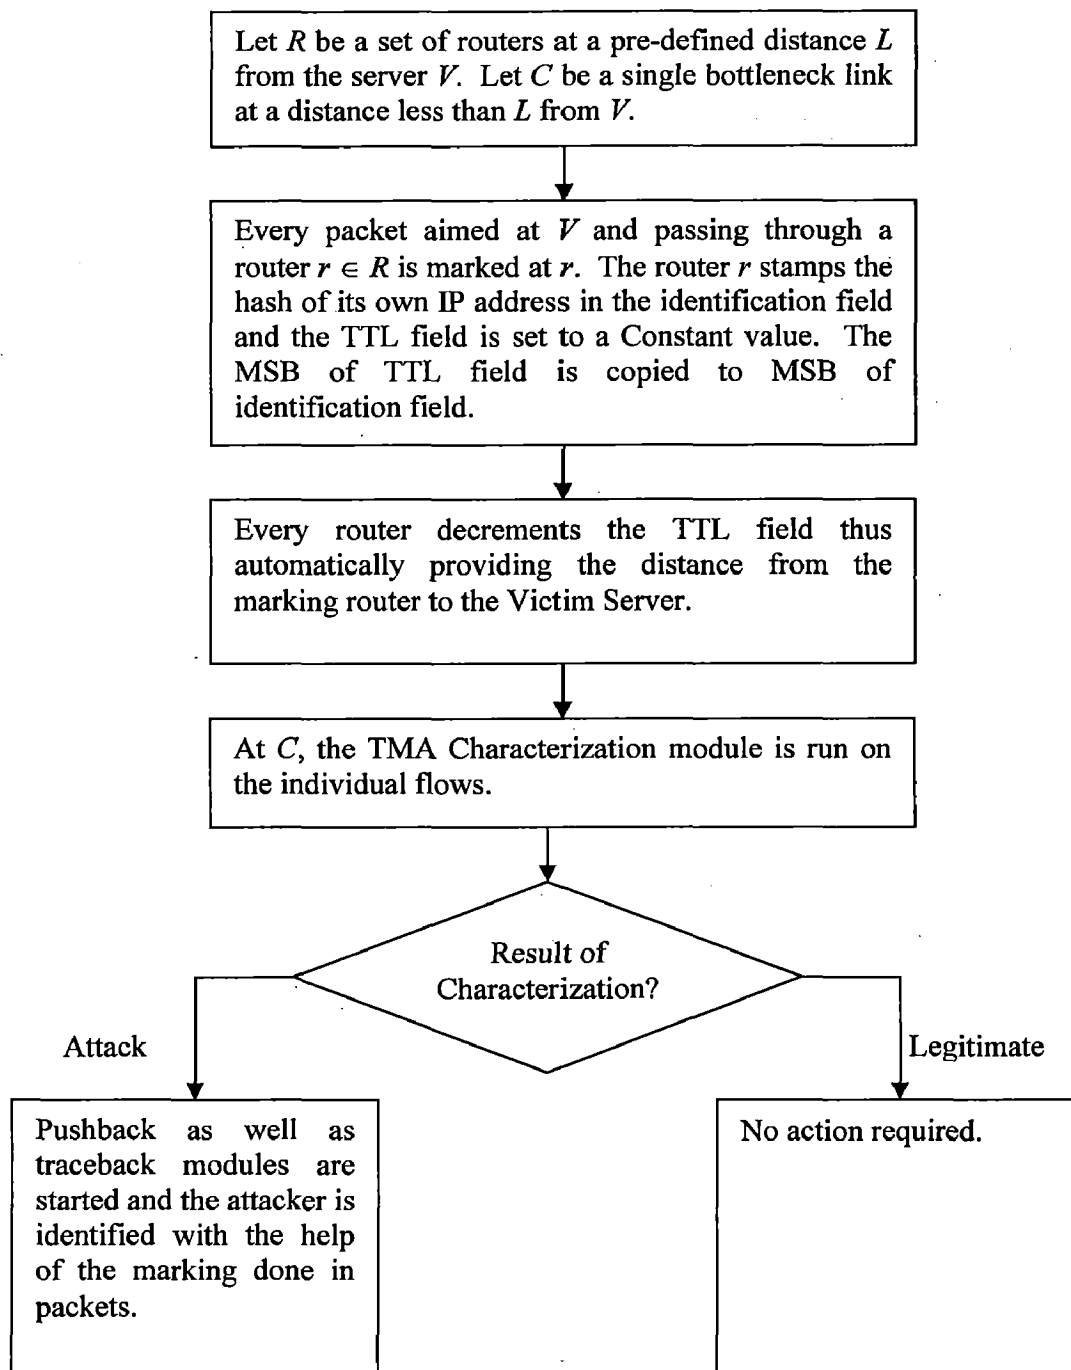 Let R be a set of routers at a pre-defined distance L
from the server V. Let C be a single bottleneck link
at a distance less than L from V.
Every packet aimed at V and passing through a
router r ∈ R is marked at r. The router r stamps the
hash of its own IP address in the identification field
and the TTL field is set to a Constant value. The
MSB of TTL field is copied to MSB of
identification field.
Every router decrements the TTL field thus
automatically providing the distance from the
marking router to the Victim Server.
At C, the TMA Characterization module is run on
the individual flows.
Result of
Characterization?
Attack
Legitimate
Pushback as well as
traceback modules are
started and the attacker is
identified with the help
of the marking done in
packets.
No action required.